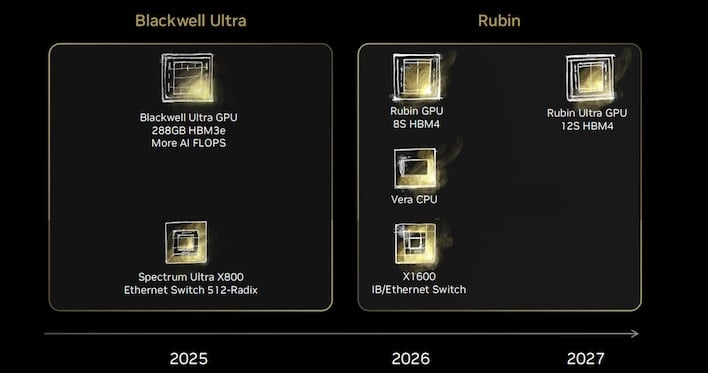 Blackwell Ultra
Rubin
Blackwell Ultra GPU
288GB HBM3e
More AI FLOPS
Rubin GPU
8S HBM4
Rubin Ultra GPU
12S HBM4
Vera CPU
Spectrum Ultra X800
Ethernet Switch 512-Radix
X1600
IB/Ethernet Switch
2025
2026
2027